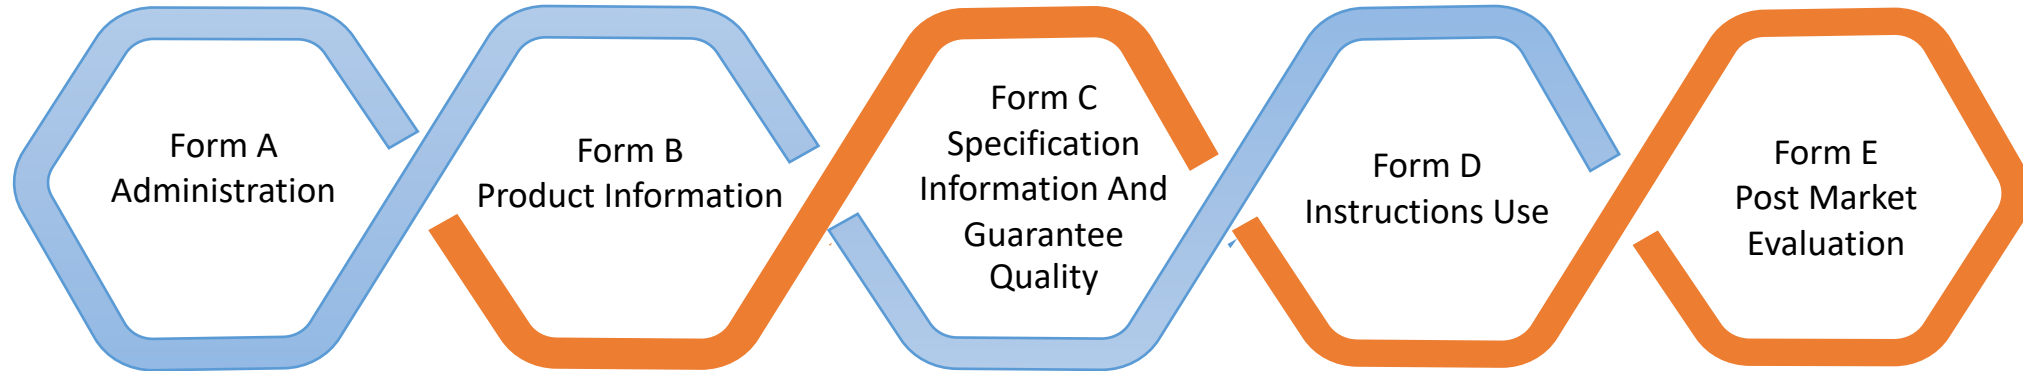 Form A
Administration
Form B
Product Information
Form C
Specification
Information And
Guarantee
Quality
Form D
Instructions Use
Form E
Post Market
Evaluation